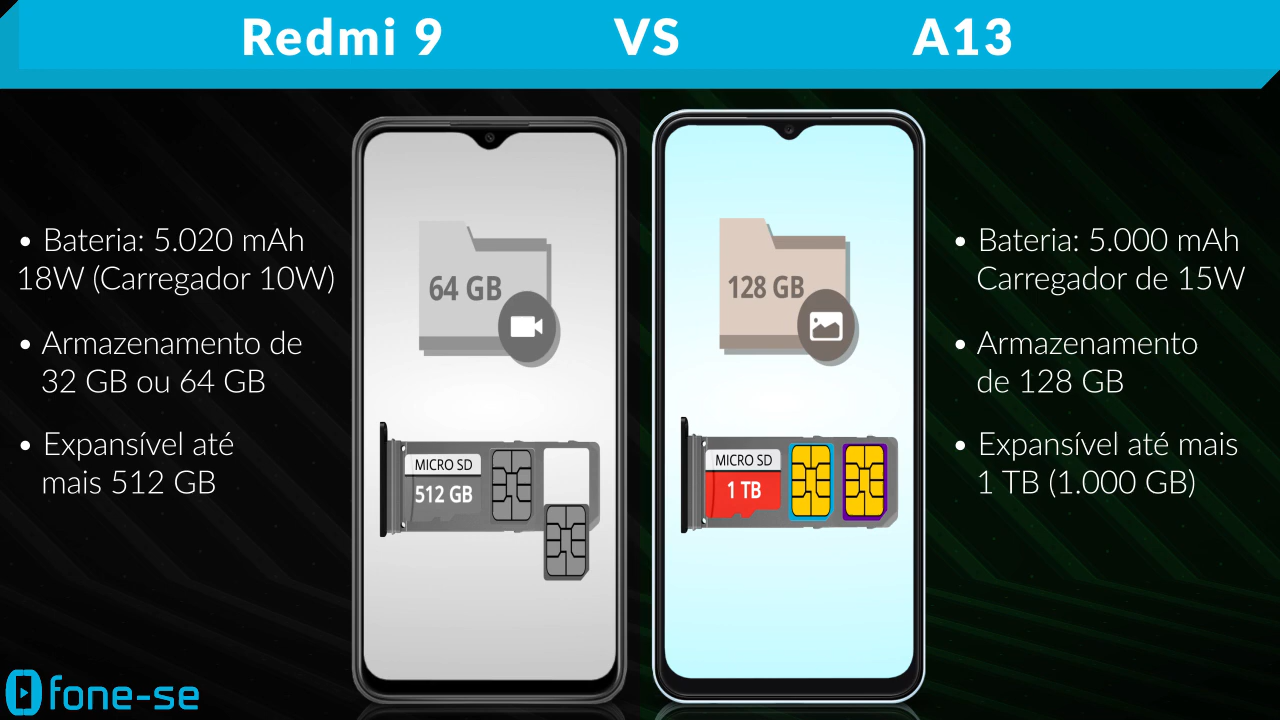 Redmi 9 VS A13
• Bateria: 5.020 mAh
18W (Carregador 10W)
• Armazenamento de
32 GB ou 64 GB
• Expansível até
mais 512 GB
64 GB
MICRO SD
512 GB
128 GB
MICRO SD
1 TB
• Bateria: 5.000 mAh
Carregador de 15W
• Armazenamento
de 128 GB
• Expansível até mais
1 TB (1.000 GB)
fone-se